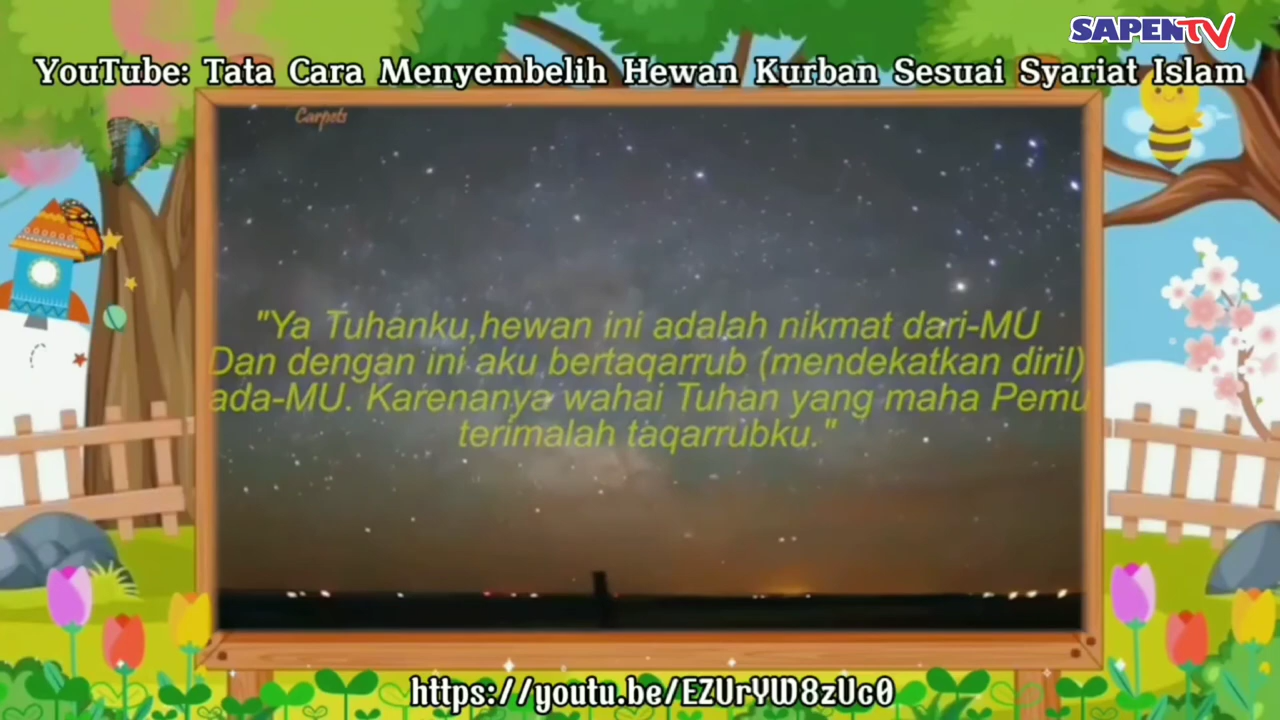 SAPENTV
YouTube: Tata Cara Menyembelih Hewan Kurban Sesuai Syariat Islam
Carpets
"Ya Tuhanku,hewan ini adalah nikmat dari-MU
Dan dengan ini aku bertaqarrub (mendekatkan diriI)
ada-MU. Karenanya wahai Tuhan yang maha Pemu
terimalah taqarrubku."
https://youtu.be/EZUrYW8zUc0